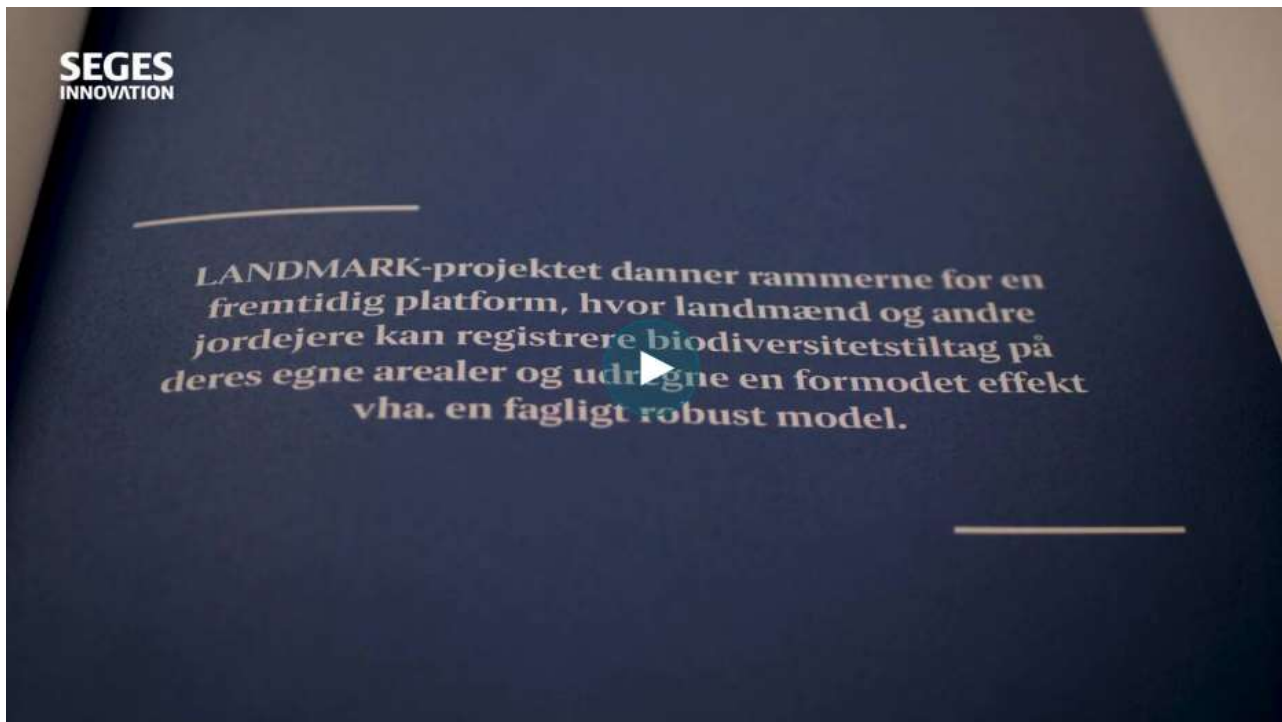 SEGES
INNOVATION
LANDMARK-projektet danner rammerne for en
fremtidig platform, hvor landmænd og andre
jordejere kan registrere biodiversitetstiltag på
deres egne arealer og udregne en formodet effekt
vha. en fagligt robust model.